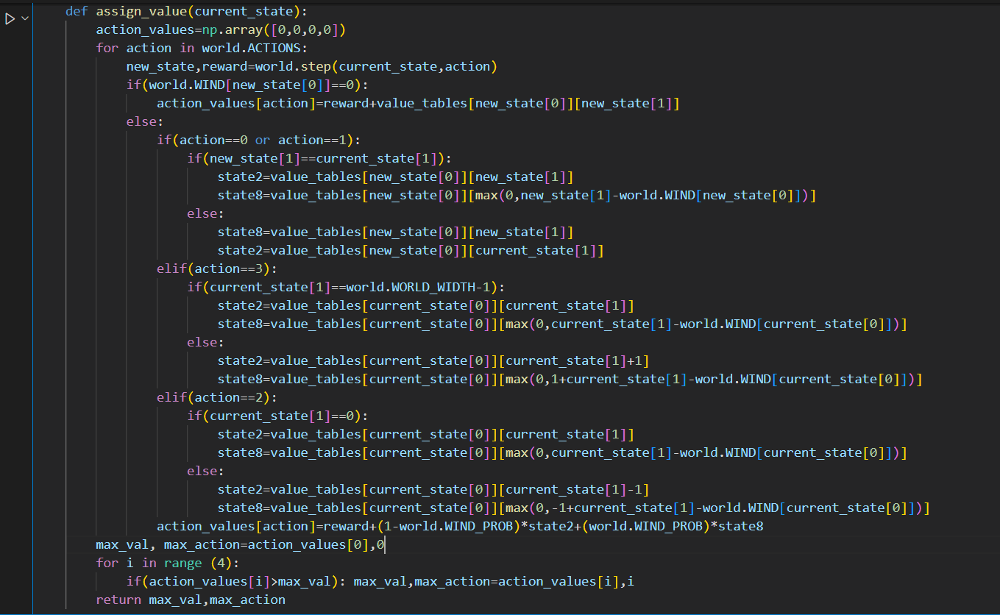 def assign_value(current_state):
    action_values=np.array([0,0,0,0])
    for action in world.ACTIONS:
        new_state,reward=world.step(current_state,action)
        if(world.WIND[new_state[0]]==0):
            action_values[action]=reward+value_tables[new_state[0]][new_state[1]]
        else:
            if(action==0 or action==1):
                if(new_state[1]==current_state[1]):
                    state2=value_tables[new_state[0]][new_state[1]]
                    state8=value_tables[new_state[0]][max(0,new_state[1]-world.WIND[new_state[0]])]
                else:
                    state8=value_tables[new_state[0]][new_state[1]]
                    state2=value_tables[new_state[0]][current_state[1]]
            elif(action==3):
                if(current_state[1]==world.WORLD_WIDTH-1):
                    state2=value_tables[current_state[0]][current_state[1]]
                    state8=value_tables[current_state[0]][max(0,current_state[1]-world.WIND[current_state[0]])]
                else:
                    state2=value_tables[current_state[0]][current_state[1]+1]
                    state8=value_tables[current_state[0]][max(0,1+current_state[1]-world.WIND[current_state[0]])]
            elif(action==2):
                if(current_state[1]==0):
                    state2=value_tables[current_state[0]][current_state[1]]
                    state8=value_tables[current_state[0]][max(0,current_state[1]-world.WIND[current_state[0]])]
                else:
                    state2=value_tables[current_state[0]][current_state[1]-1]
                    state8=value_tables[current_state[0]][max(0,-1+current_state[1]-world.WIND[current_state[0]])]
            action_values[action]=reward+(1-world.WIND_PROB)*state2+(world.WIND_PROB)*state8
    max_val, max_action=action_values[0],0
    for i in range (4):
        if(action_values[i]>max_val): max_val,max_action=action_values[i],i
    return max_val,max_action